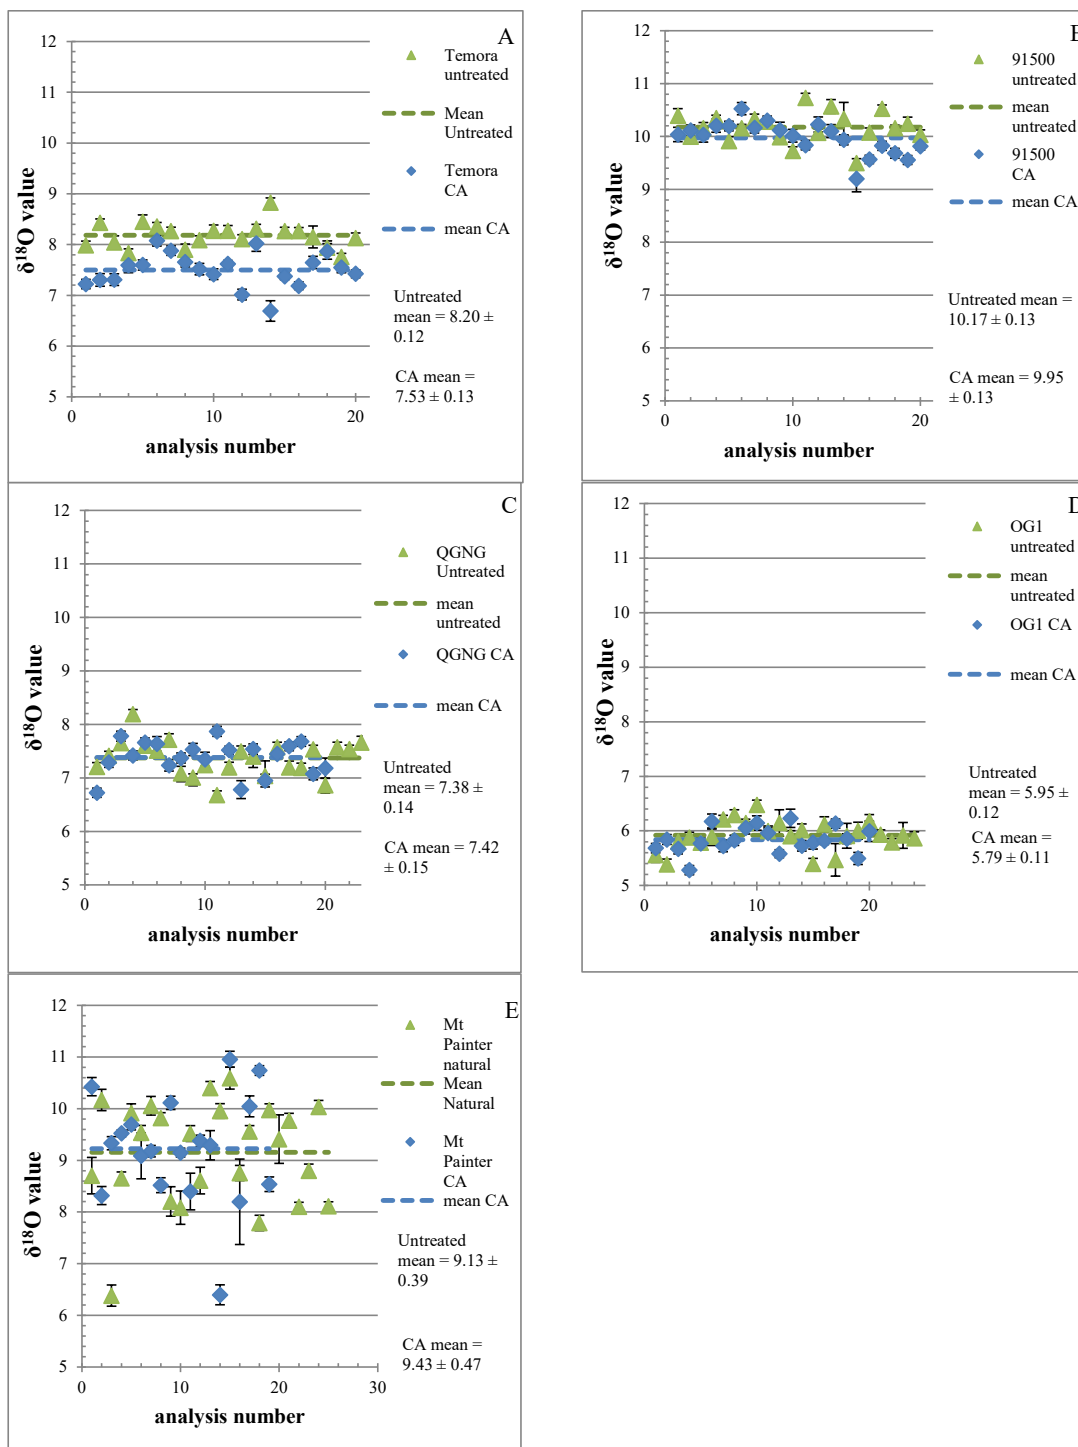 A
12
11
10
9
8
7
6
5
0
10
20
δ¹⁸O value
analysis number
Temora
untreated
Mean
Untreated
Temora
CA
mean CA
Untreated
mean = 8.20 ±
0.12
CA mean =
7.53 ± 0.13
12
11
10
9
8
7
6
5
0
10
20
δ¹⁸O value
analysis number
91500
untreated
mean
untreated
91500
CA
mean CA
Untreated mean =
10.17 ± 0.13
CA mean = 9.95
± 0.13
C
12
11
10
9
8
7
6
5
0
10
20
δ¹⁸O value
analysis number
QGNG
Untreated
mean
untreated
QGNG CA
mean CA
Untreated
mean = 7.38 ±
0.14
CA mean = 7.42
± 0.15
D
12
11
10
9
8
7
6
5
0
10
20
δ¹⁸O value
analysis number
OG1
untreated
mean
untreated
OG1 CA
mean CA
Untreated
mean = 5.95 ±
0.12
CA mean =
5.79 ± 0.11
E
12
11
10
9
8
7
6
5
0
10
20
30
δ¹⁸O value
analysis number
Mt
Painter
natural
Mean
Natural
Mt
Painter
CA
mean CA
Untreated
mean = 9.13 ±
0.39
CA mean =
9.43 ± 0.47